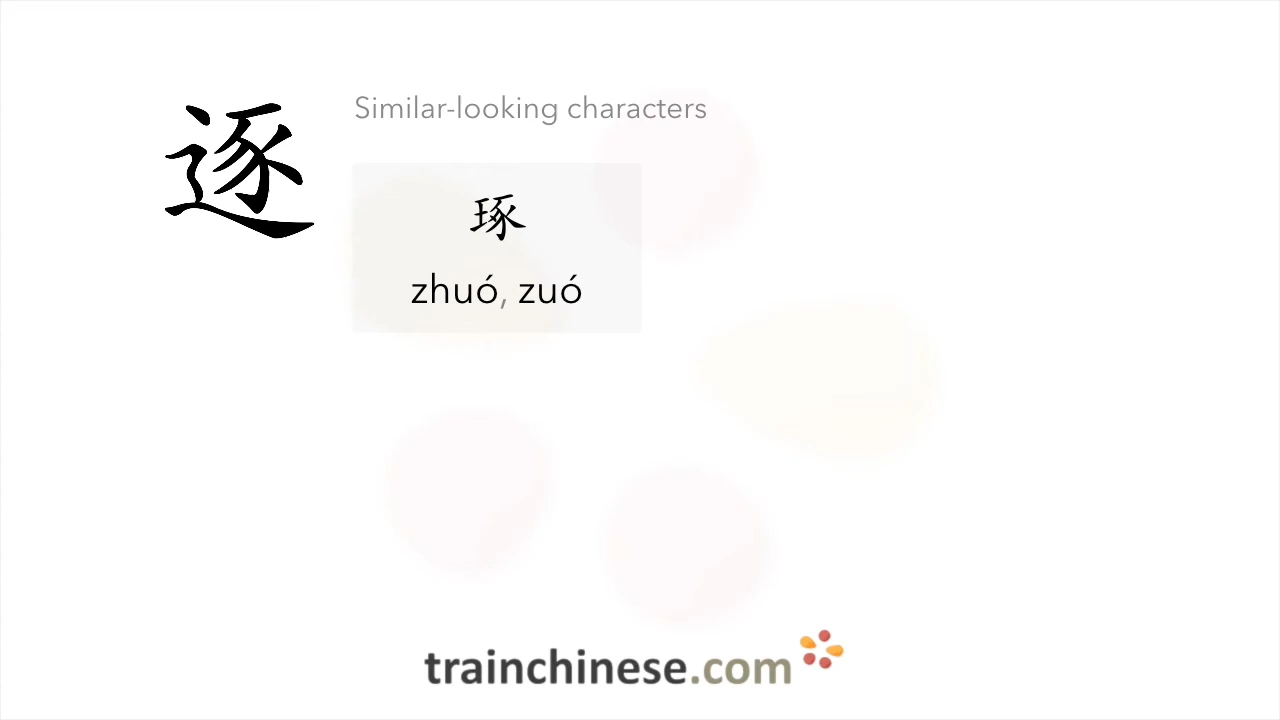 逐
Similar-looking characters
琢
zhuó, zuó
trainchinese.com